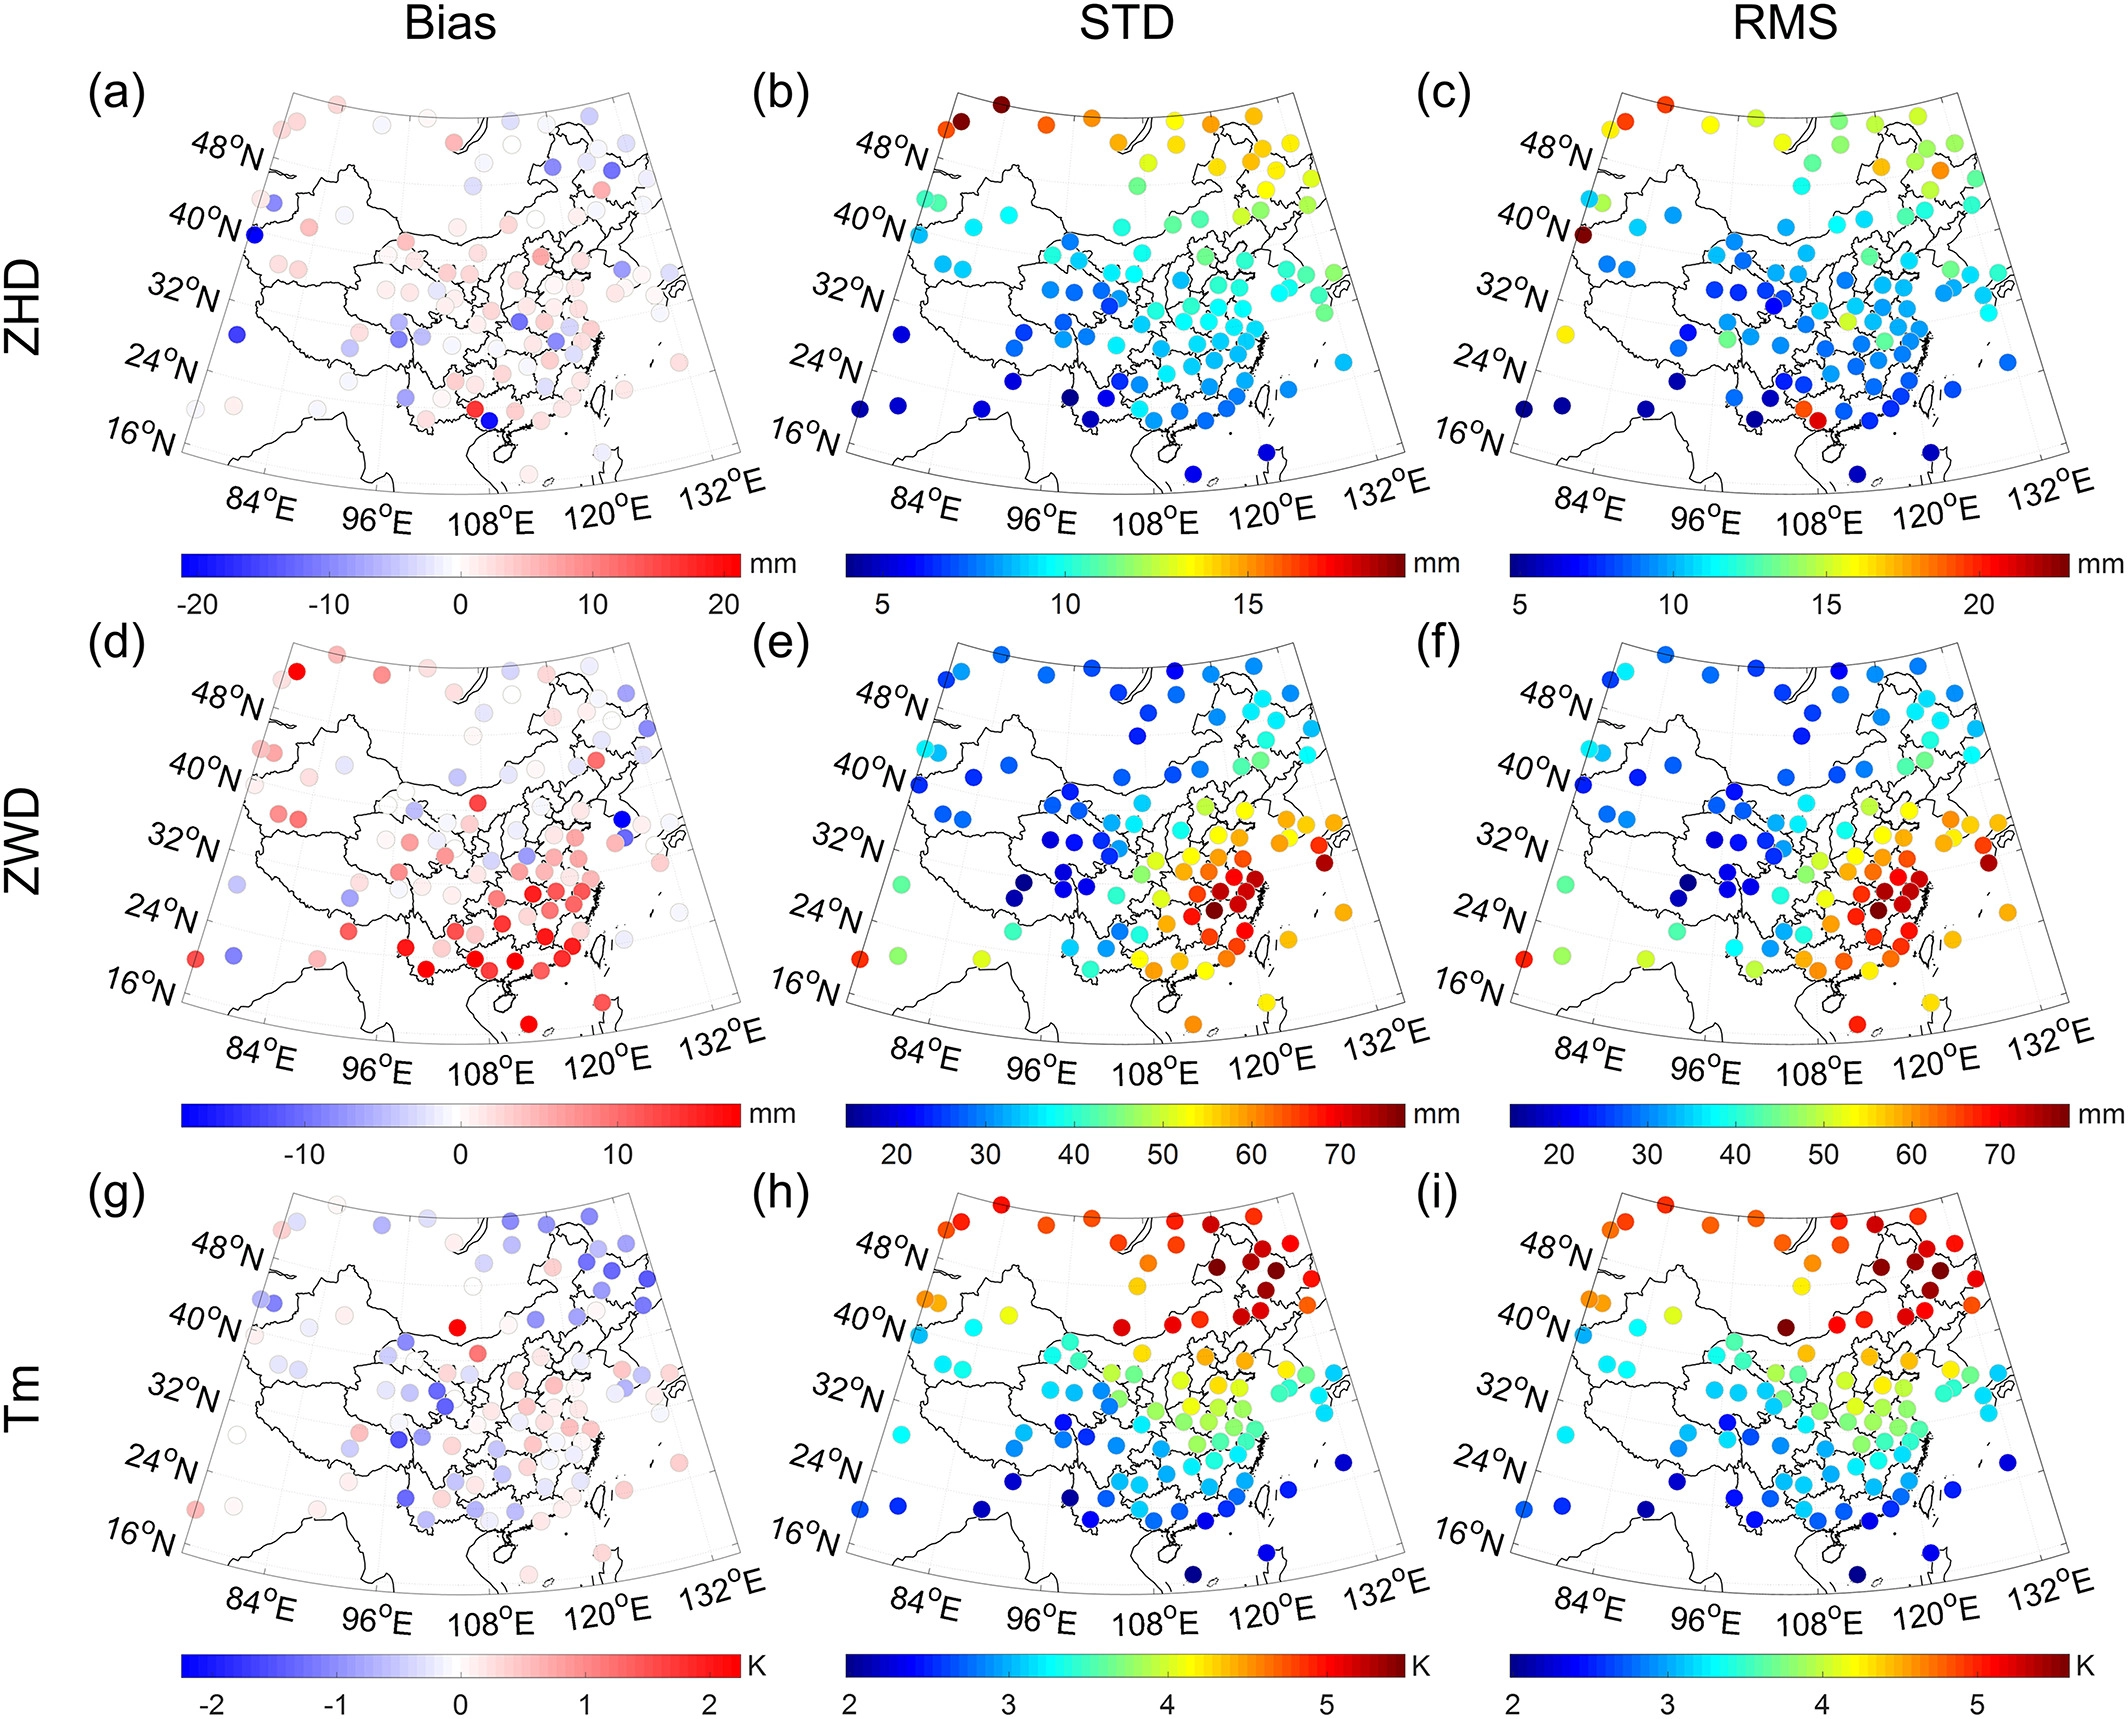 Bias STD RMS
(a) (b) (c)
ZHD
48°N 48°N 48°N
40°N 40°N 40°N
32°N 32°N 32°N
24°N 24°N 24°N
16°N 16°N 16°N
84°E 96°E 108°E 120°E 132°E 84°E 96°E 108°E 120°E 132°E 84°E 96°E 108°E 120°E 132°E
mm mm mm
-20 -10 0 10 20 5 10 15 5 10 15 20
(d) (e) (f)
ZWD
48°N 48°N 48°N
40°N 40°N 40°N
32°N 32°N 32°N
24°N 24°N 24°N
16°N 16°N 16°N
84°E 96°E 108°E 120°E 132°E 84°E 96°E 108°E 120°E 132°E 84°E 96°E 108°E 120°E 132°E
mm mm mm
-10 0 10 20 30 40 50 60 70 20 30 40 50 60 70
(g) (h) (i)
Tm
48°N 48°N 48°N
40°N 40°N 40°N
32°N 32°N 32°N
24°N 24°N 24°N
16°N 16°N 16°N
84°E 96°E 108°E 120°E 132°E 84°E 96°E 108°E 120°E 132°E 84°E 96°E 108°E 120°E 132°E
K K K
-2 -1 0 1 2 2 3 4 5 2 3 4 5